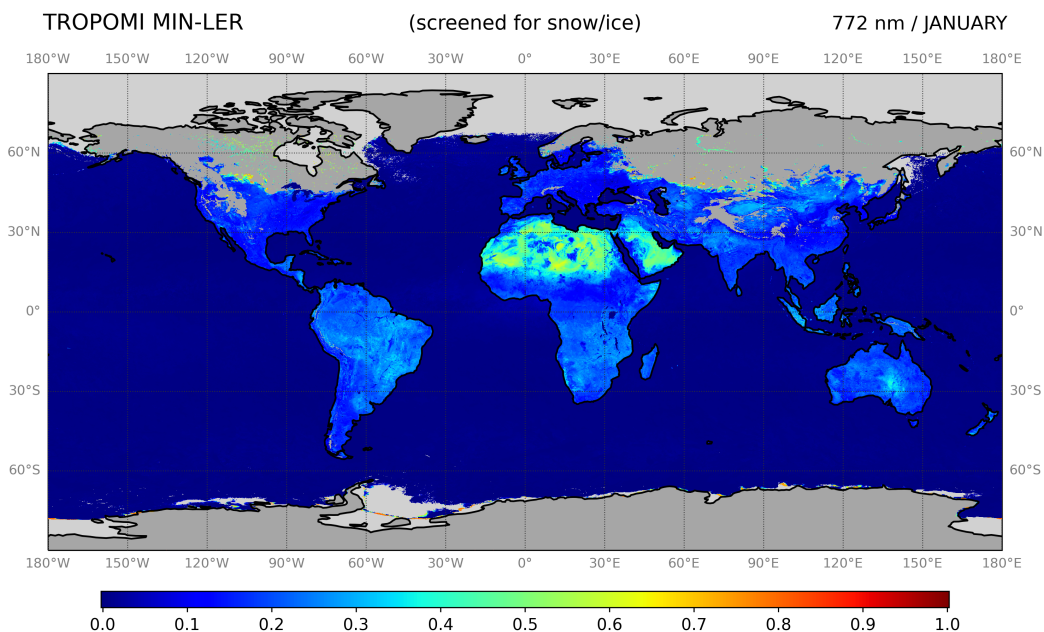 TROPOMI MIN-LER (screened for snow/ice) 772 nm / JANUARY
180°W 150°W 120°W 90°W 60°W 30°W 0° 30°E 60°E 90°E 120°E 150°E 180°E
60°N 60°N
30°N 30°N
0° 0°
30°S 30°S
60°S 60°S
180°W 150°W 120°W 90°W 60°W 30°W 0° 30°E 60°E 90°E 120°E 150°E 180°E
0.0 0.1 0.2 0.3 0.4 0.5 0.6 0.7 0.8 0.9 1.0